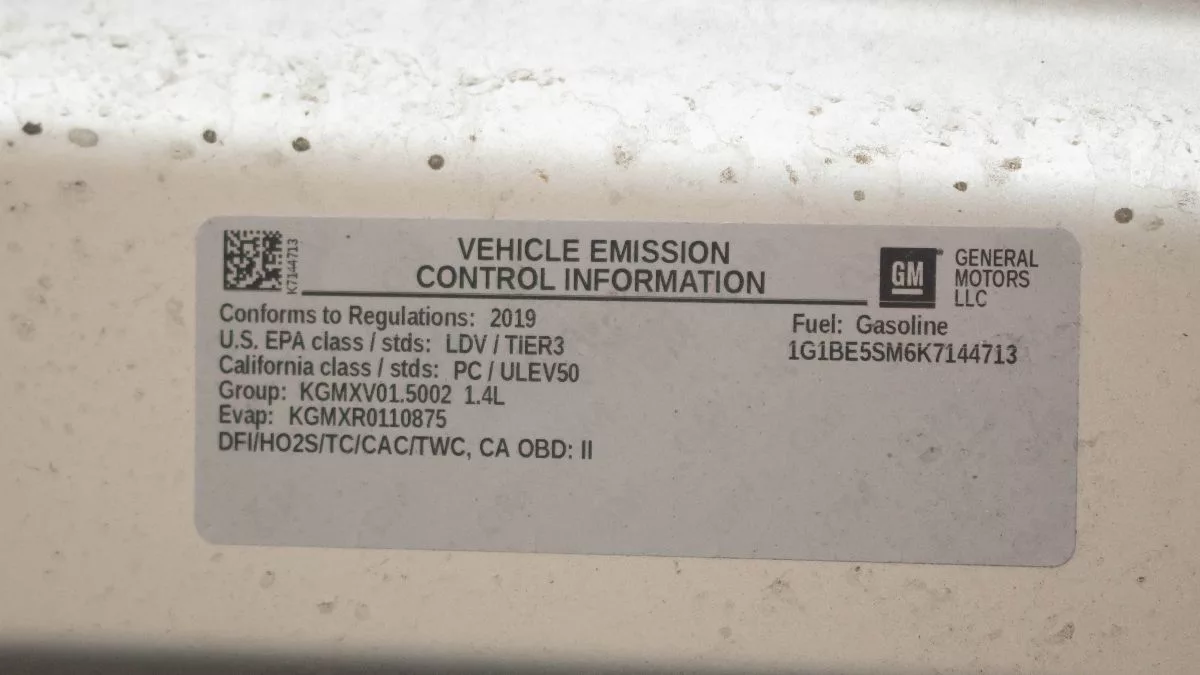 K7144713
VEHICLE EMISSION
CONTROL INFORMATION
GM
GENERAL
MOTORS
LLC
Conforms to Regulations: 2019
U.S. EPA class / stds: LDV / TIER3
California class / stds: PC / ULEV50
Group: KGMXV01.5002 1.4L
Evap: KGMXR0110875
DFI/HO2S/TC/CAC/TWC, CA OBD: II
Fuel: Gasoline
1G1BE5SM6K7144713